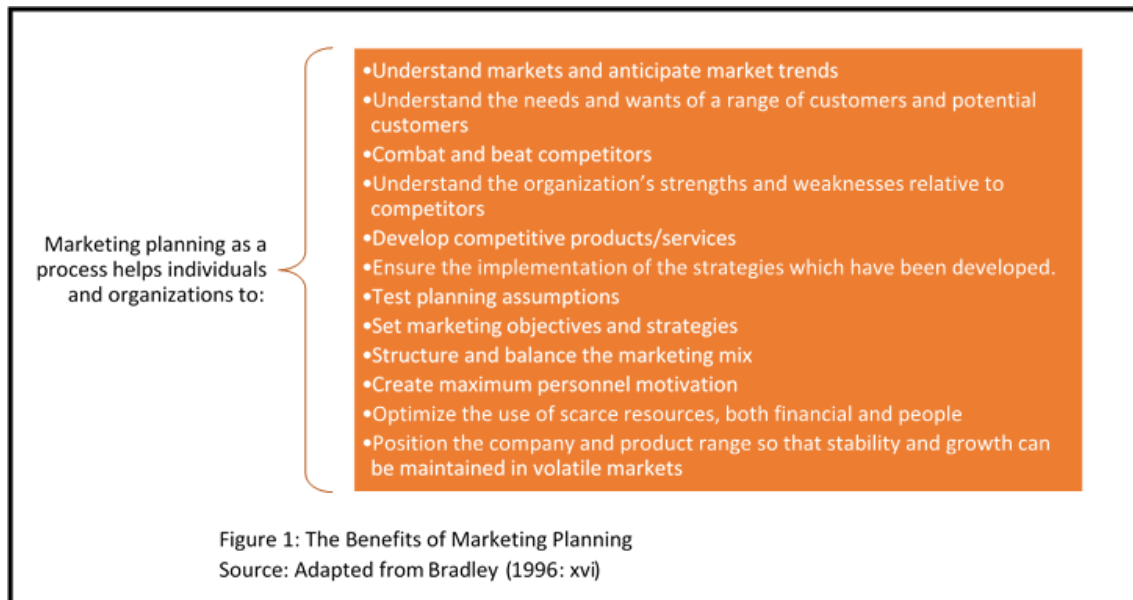 Marketing planning as a
process helps individuals
and organizations to:
•Understand markets and anticipate market trends
•Understand the needs and wants of a range of customers and potential
customers
•Combat and beat competitors
•Understand the organization’s strengths and weaknesses relative to
competitors
•Develop competitive products/services
•Ensure the implementation of the strategies which have been developed.
•Test planning assumptions
•Set marketing objectives and strategies
•Structure and balance the marketing mix
•Create maximum personnel motivation
•Optimize the use of scarce resources, both financial and people
•Position the company and product range so that stability and growth can
be maintained in volatile markets
Figure 1: The Benefits of Marketing Planning
Source: Adapted from Bradley (1996: xvi)